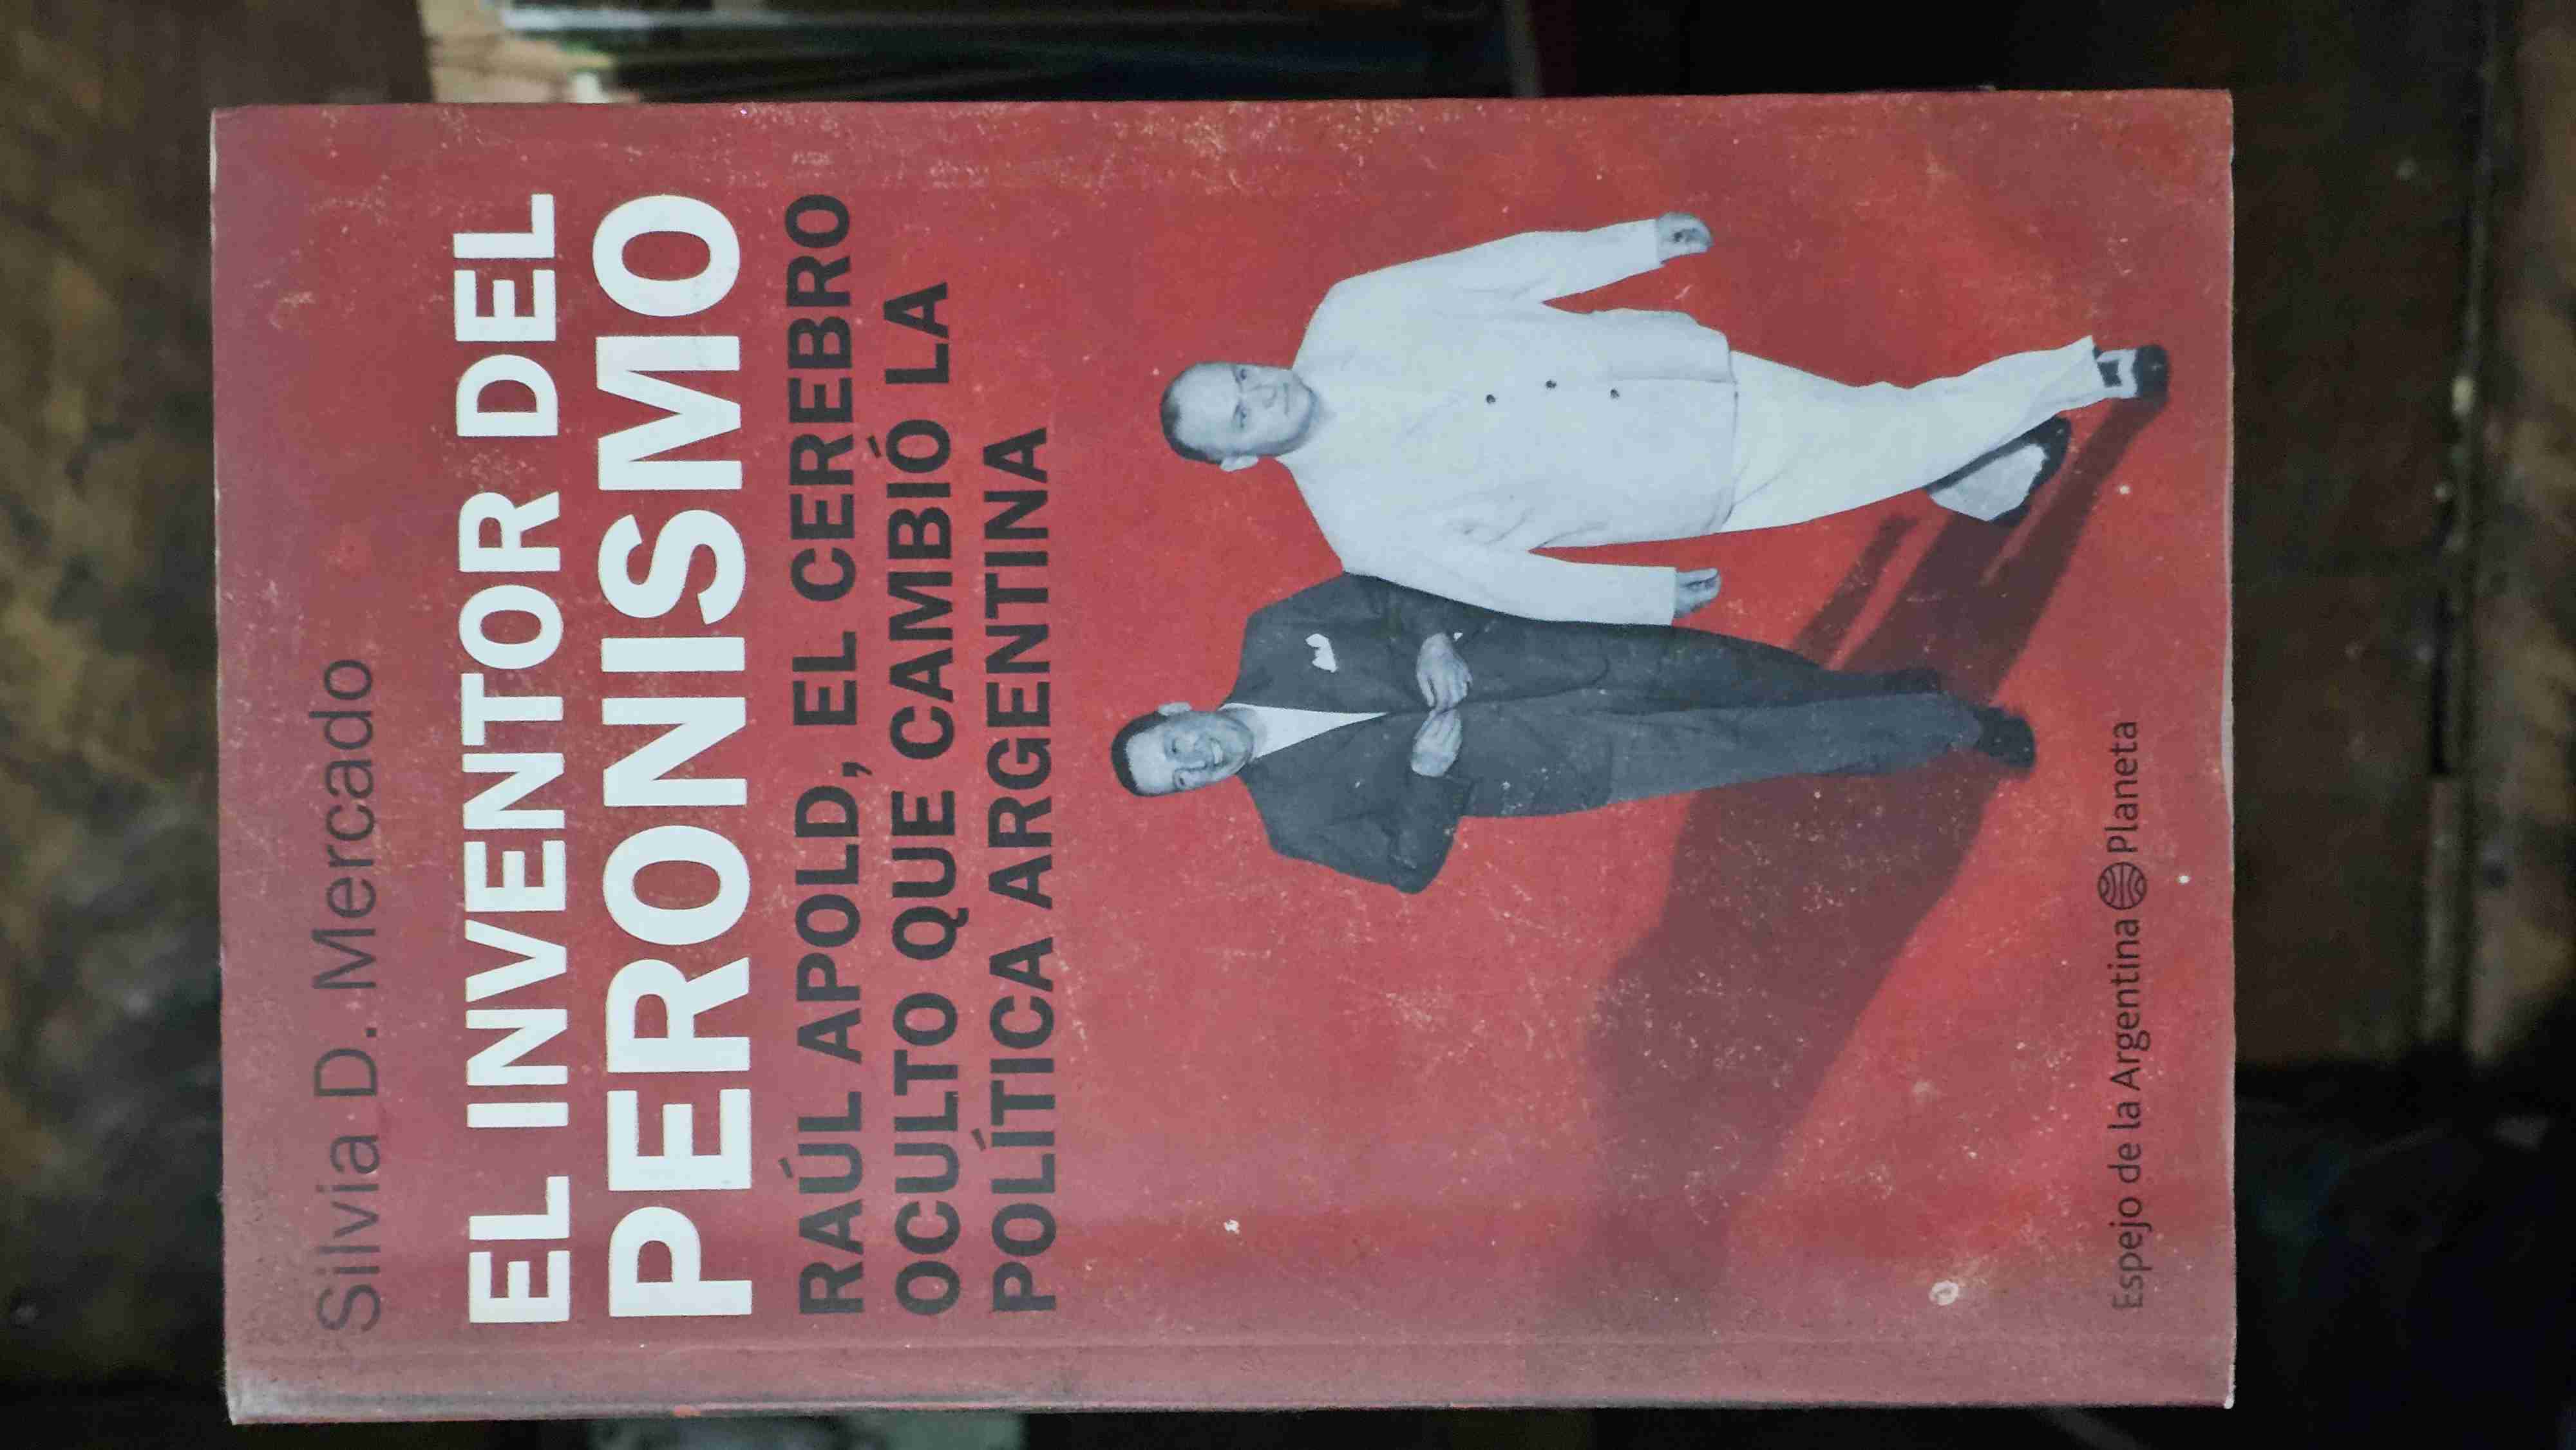 Silvia D. Mercado
EL INVENTOR DEL
PERONISMO
RAÚL APOLD, EL CEREBRO
OCULTO QUE CAMBIÓ LA
POLÍTICA ARGENTINA
Espejo de la Argentina Planeta